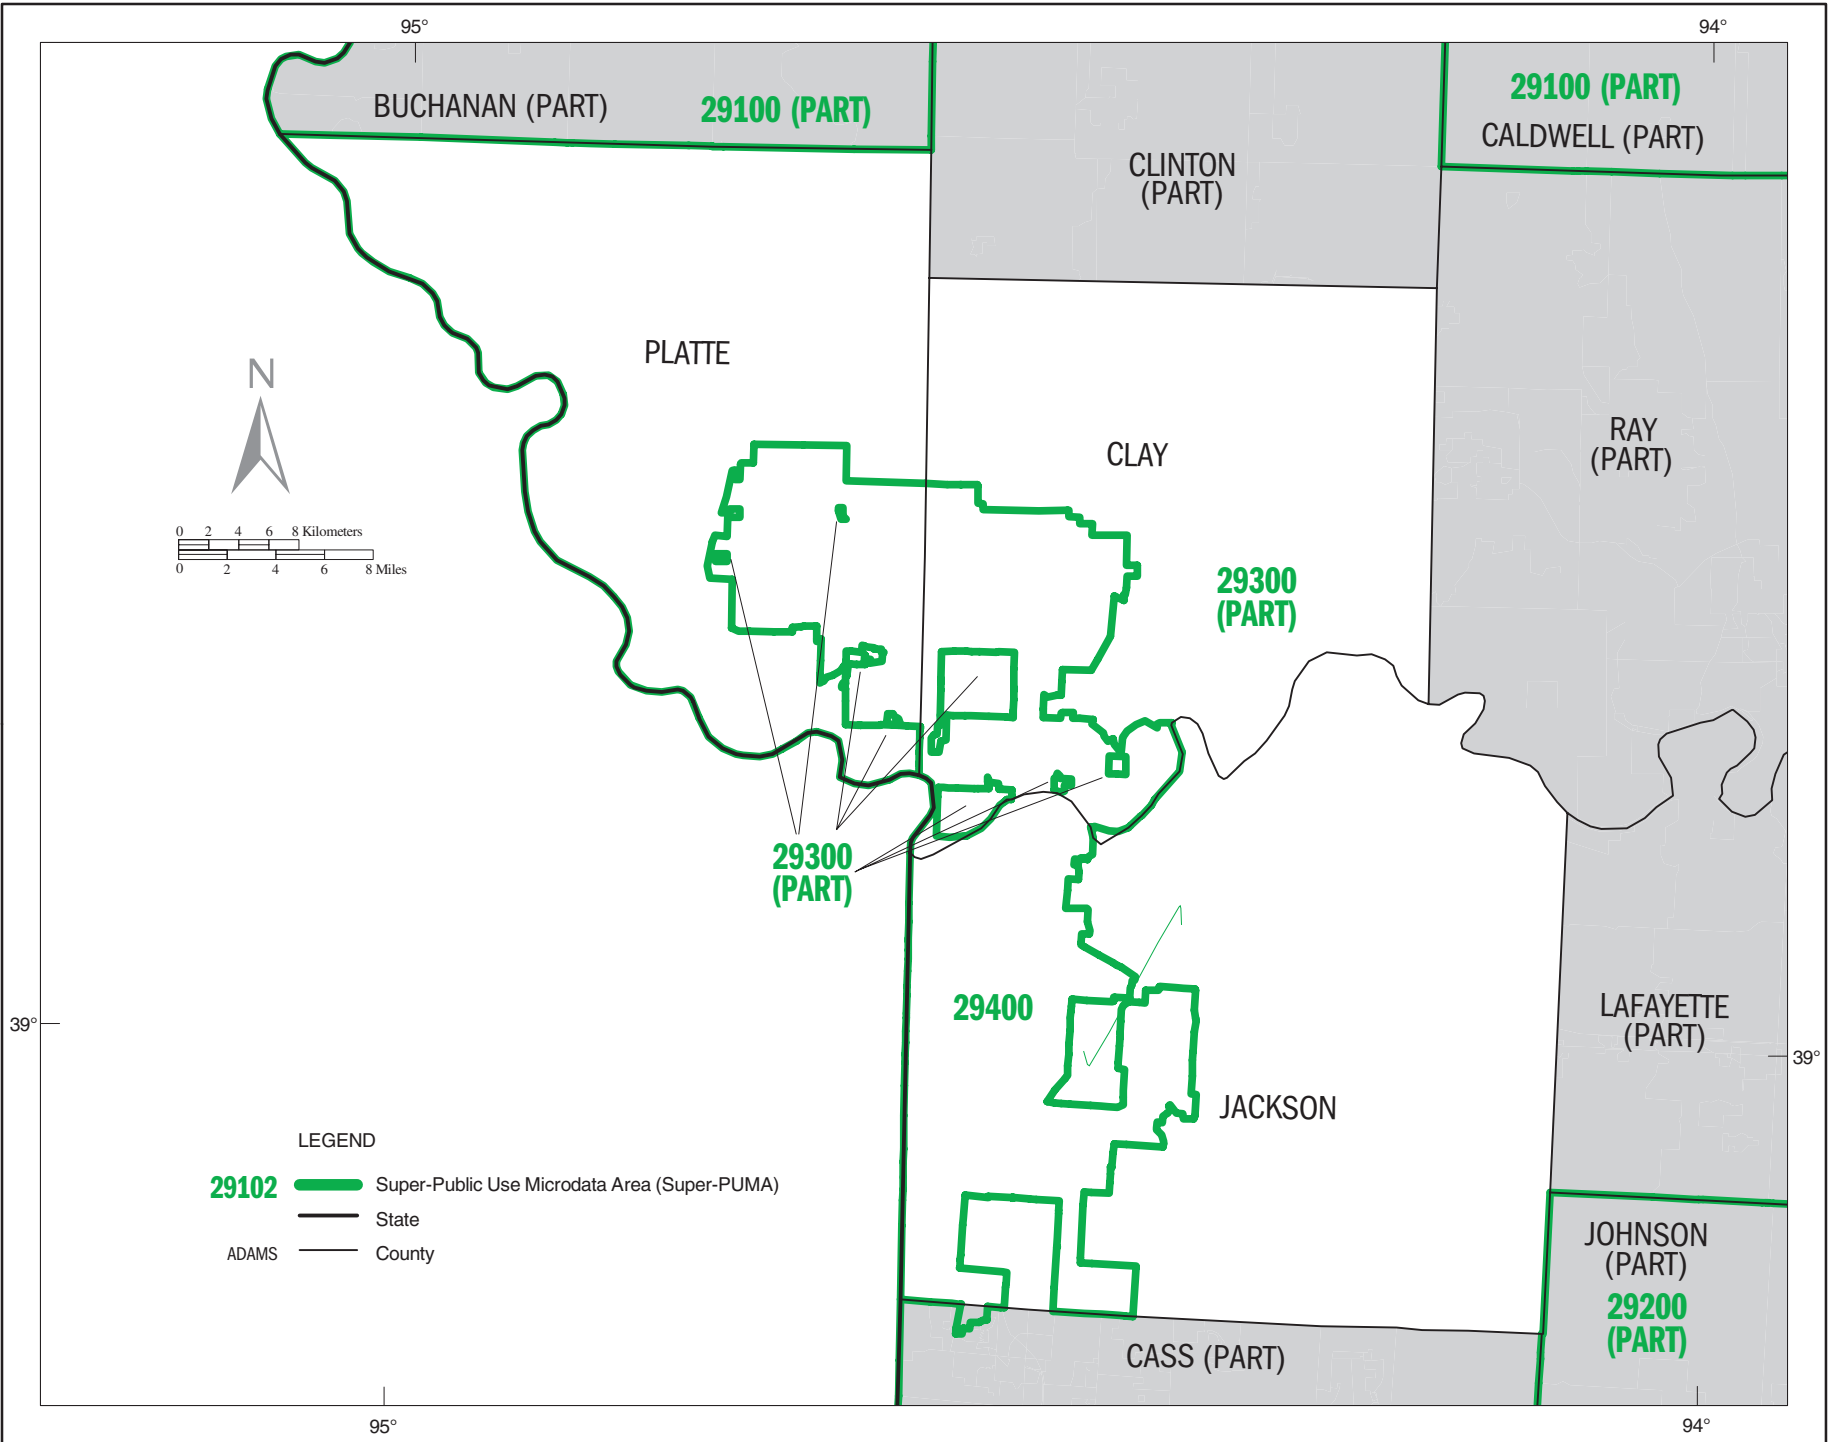 95°
94°
BUCHANAN (PART)
29100 (PART)
29100 (PART)
CALDWELL (PART)
CLINTON
(PART)
PLATTE
N
CLAY
RAY
(PART)
0 2 4 6 8 Kilometers
0 2 4 6 8 Miles
29300
(PART)
29300
(PART)
29400
39°
LAFAYETTE
(PART)
39°
JACKSON
LEGEND
29102 Super-Public Use Microdata Area (Super-PUMA)
State
ADAMS County
JOHNSON
(PART)
29200
(PART)
CASS (PART)
95°
94°